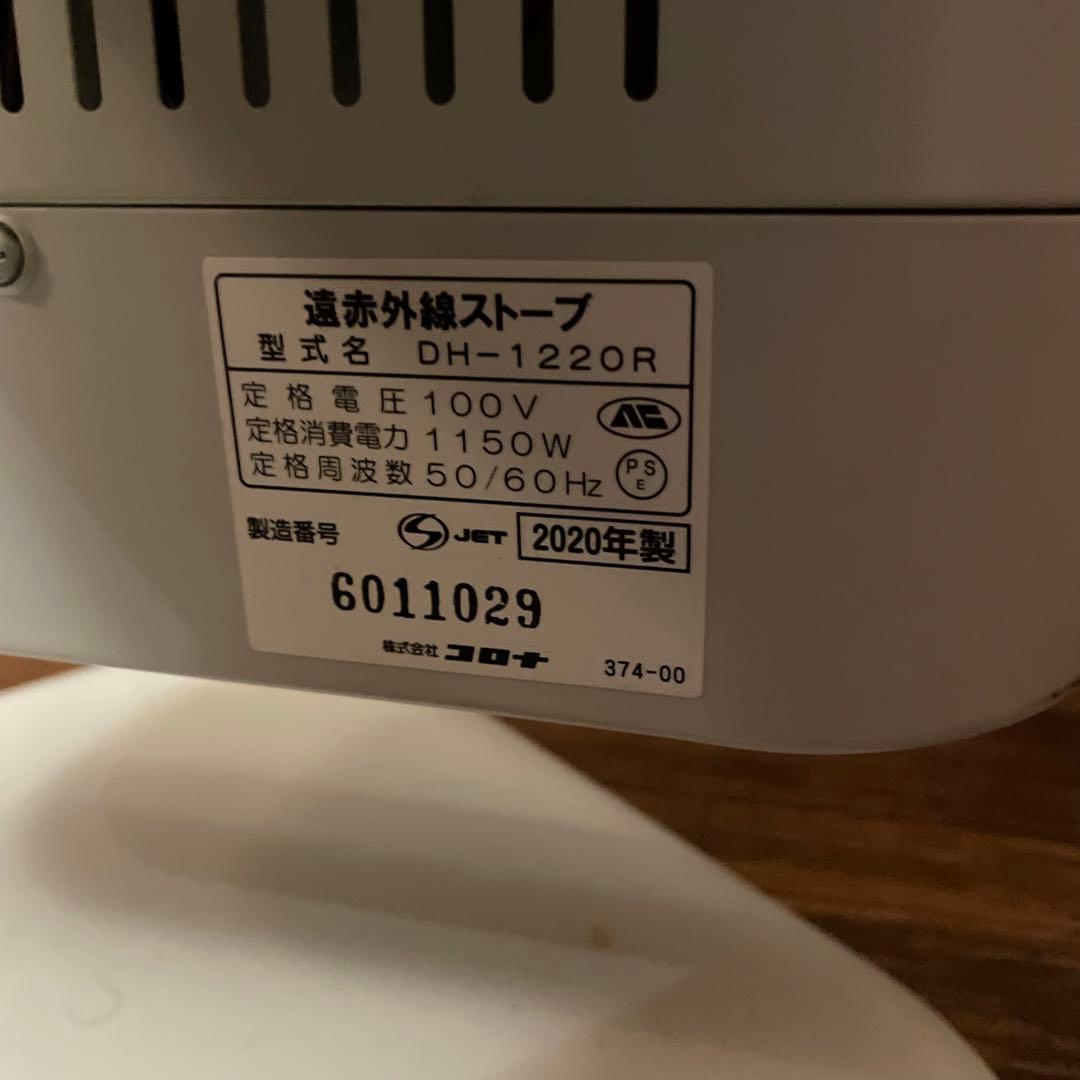 遠赤外線ストーブ
型式名 DH-1220R
定格電圧 100V
定格消費電力 1150W
定格周波数 50/60Hz
PSE
製造番号 S JET 2020年製
6011029
株式会社 コロナ 374-00